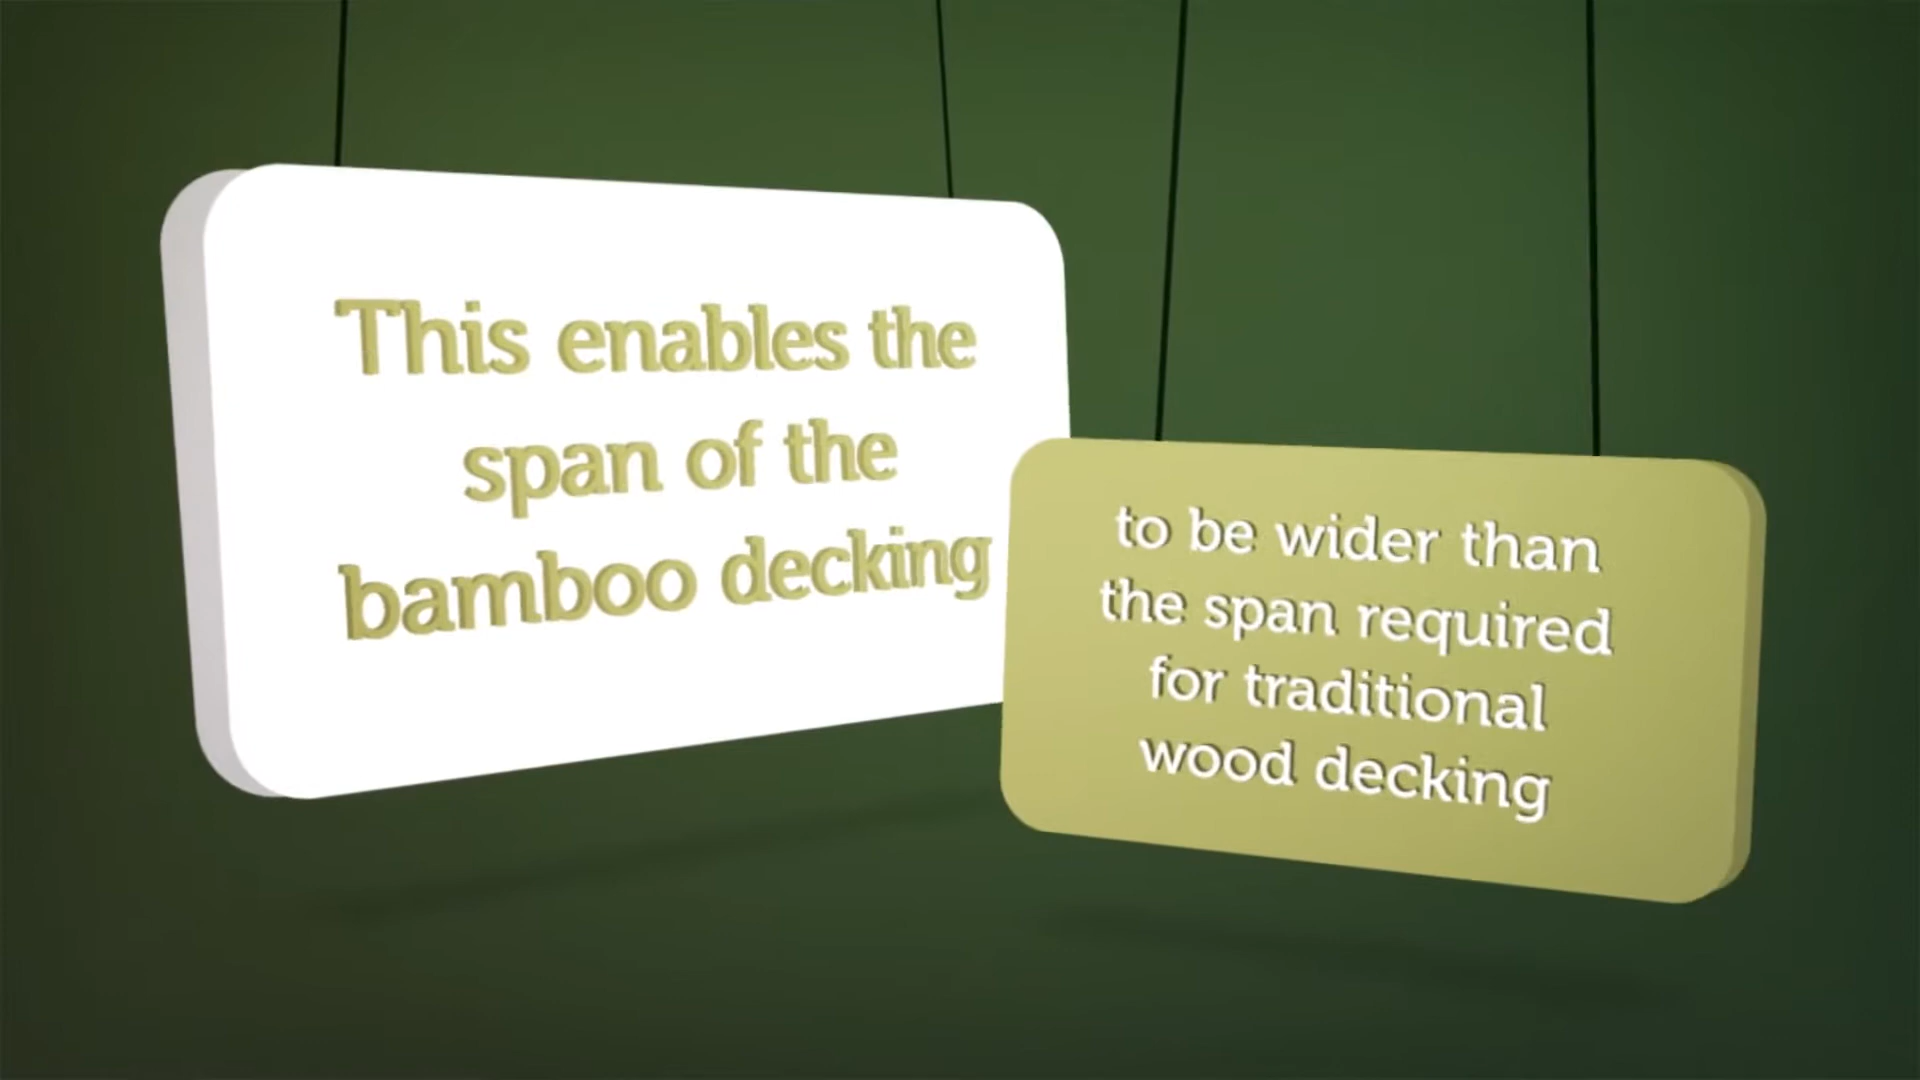 This enables the
span of the
bamboo decking
to be wider than
the span required
for traditional
wood decking